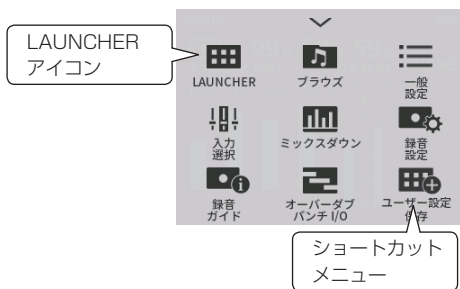 LAUNCHER
アイコン
LAUNCHER
ブラウズ
一般
設定
入力
選択
ミックスダウン
録音
設定
録音
ガイド
オーバーダブ
パンチ I/O
ユーザー設定
保存
ショートカット
メニュー